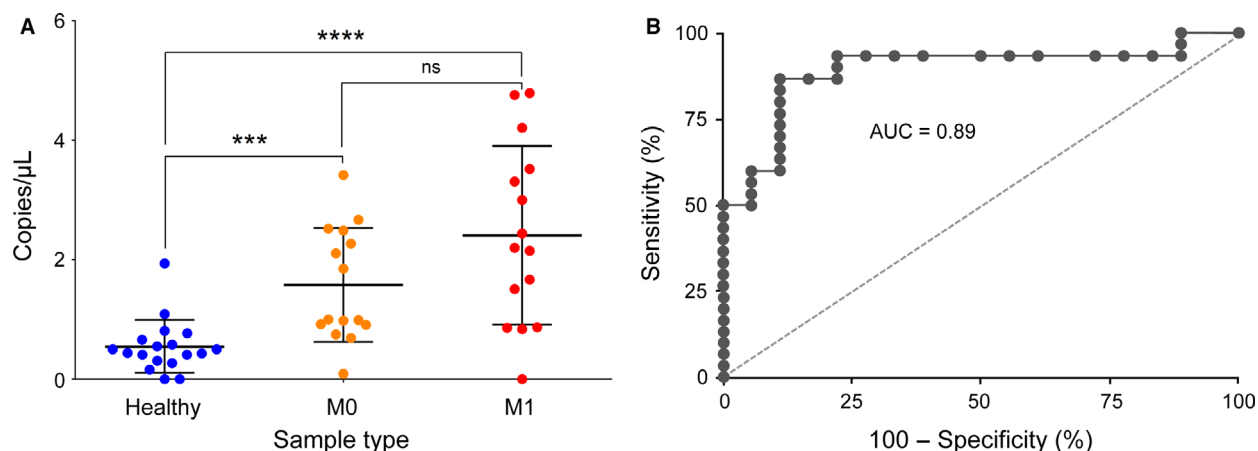 A
6
4
2
0
Copies/µL
****
ns
***
Healthy
M0
M1
Sample type
B
100
75
50
25
0
Sensitivity (%)
AUC = 0.89
0
25
50
75
100
100 – Specificity (%)